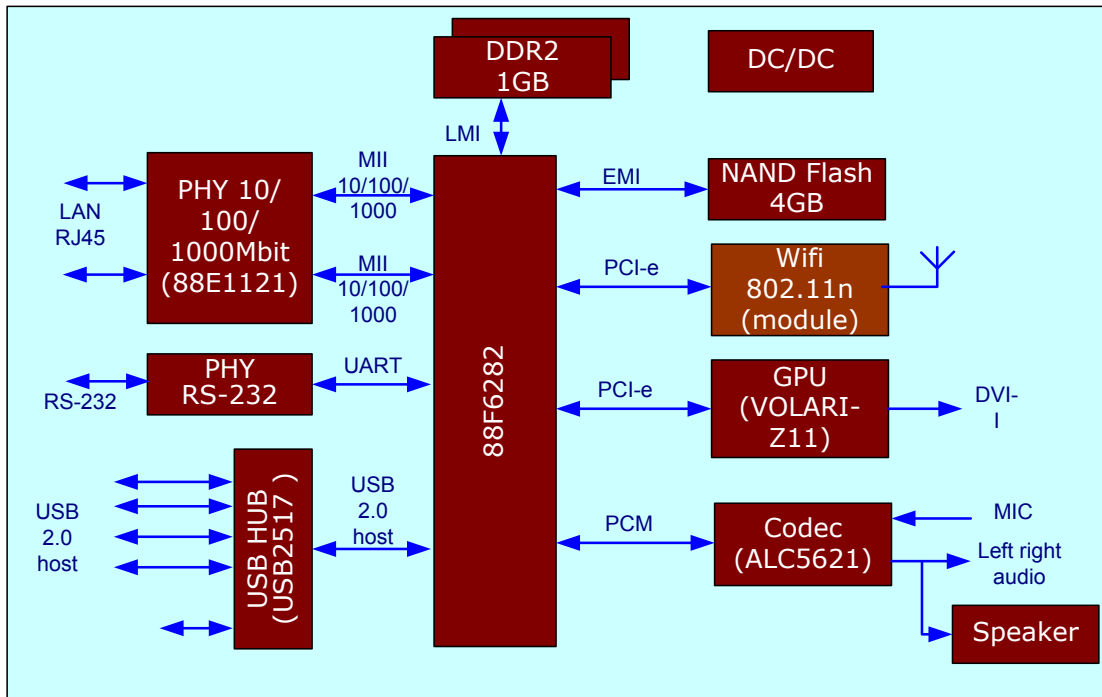 DDR2
1GB
DC/DC
LMI
PHY 10/
100/
1000Mbit
(88E1121)
LAN
RJ45
MII
10/100/
1000
MII
10/100/
1000
EMI
NAND Flash
4GB
PCI-e
Wifi
802.11n
(module)
PHY
RS-232
RS-232
UART
88F6282
PCI-e
GPU
(VOLARI-
Z11)
DVI-
I
USB
2.0
host
USB HUB
(USB2517 )
USB
2.0
host
PCM
Codec
(ALC5621)
MIC
Left right
audio
Speaker